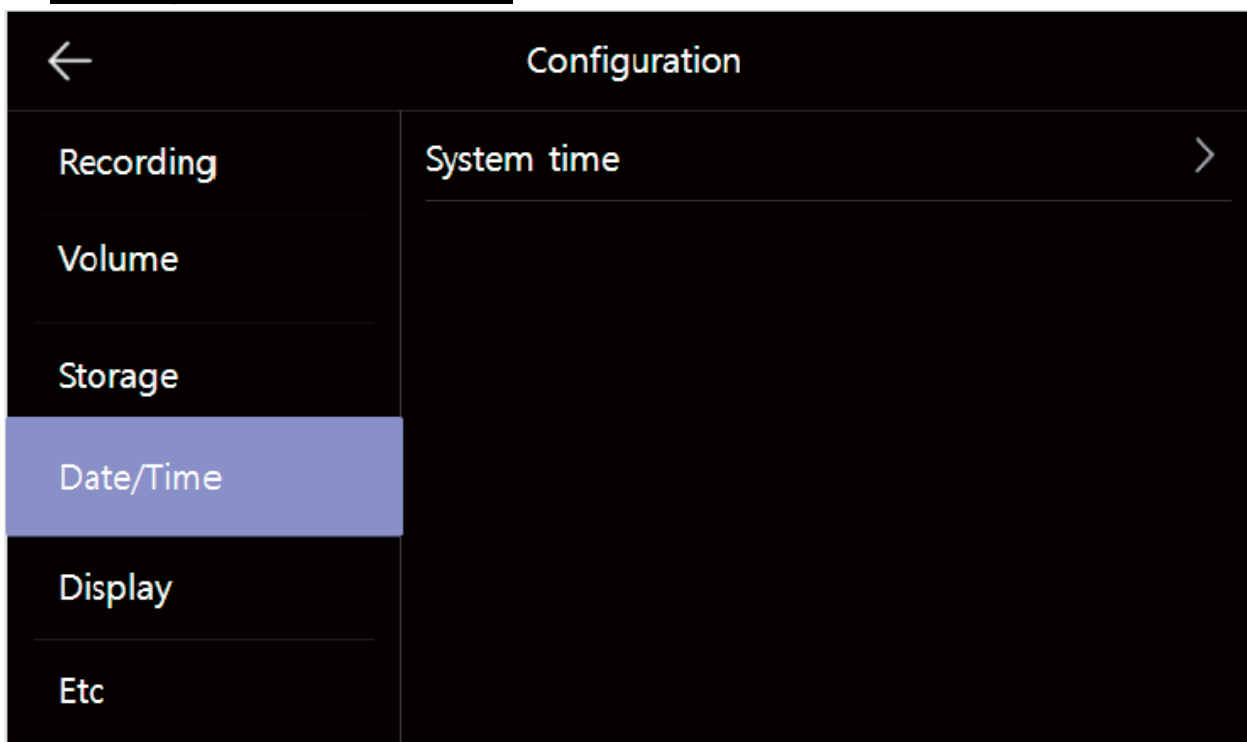 Configuration
Recording
System time
Volume
Storage
Date/Time
Display
Etc